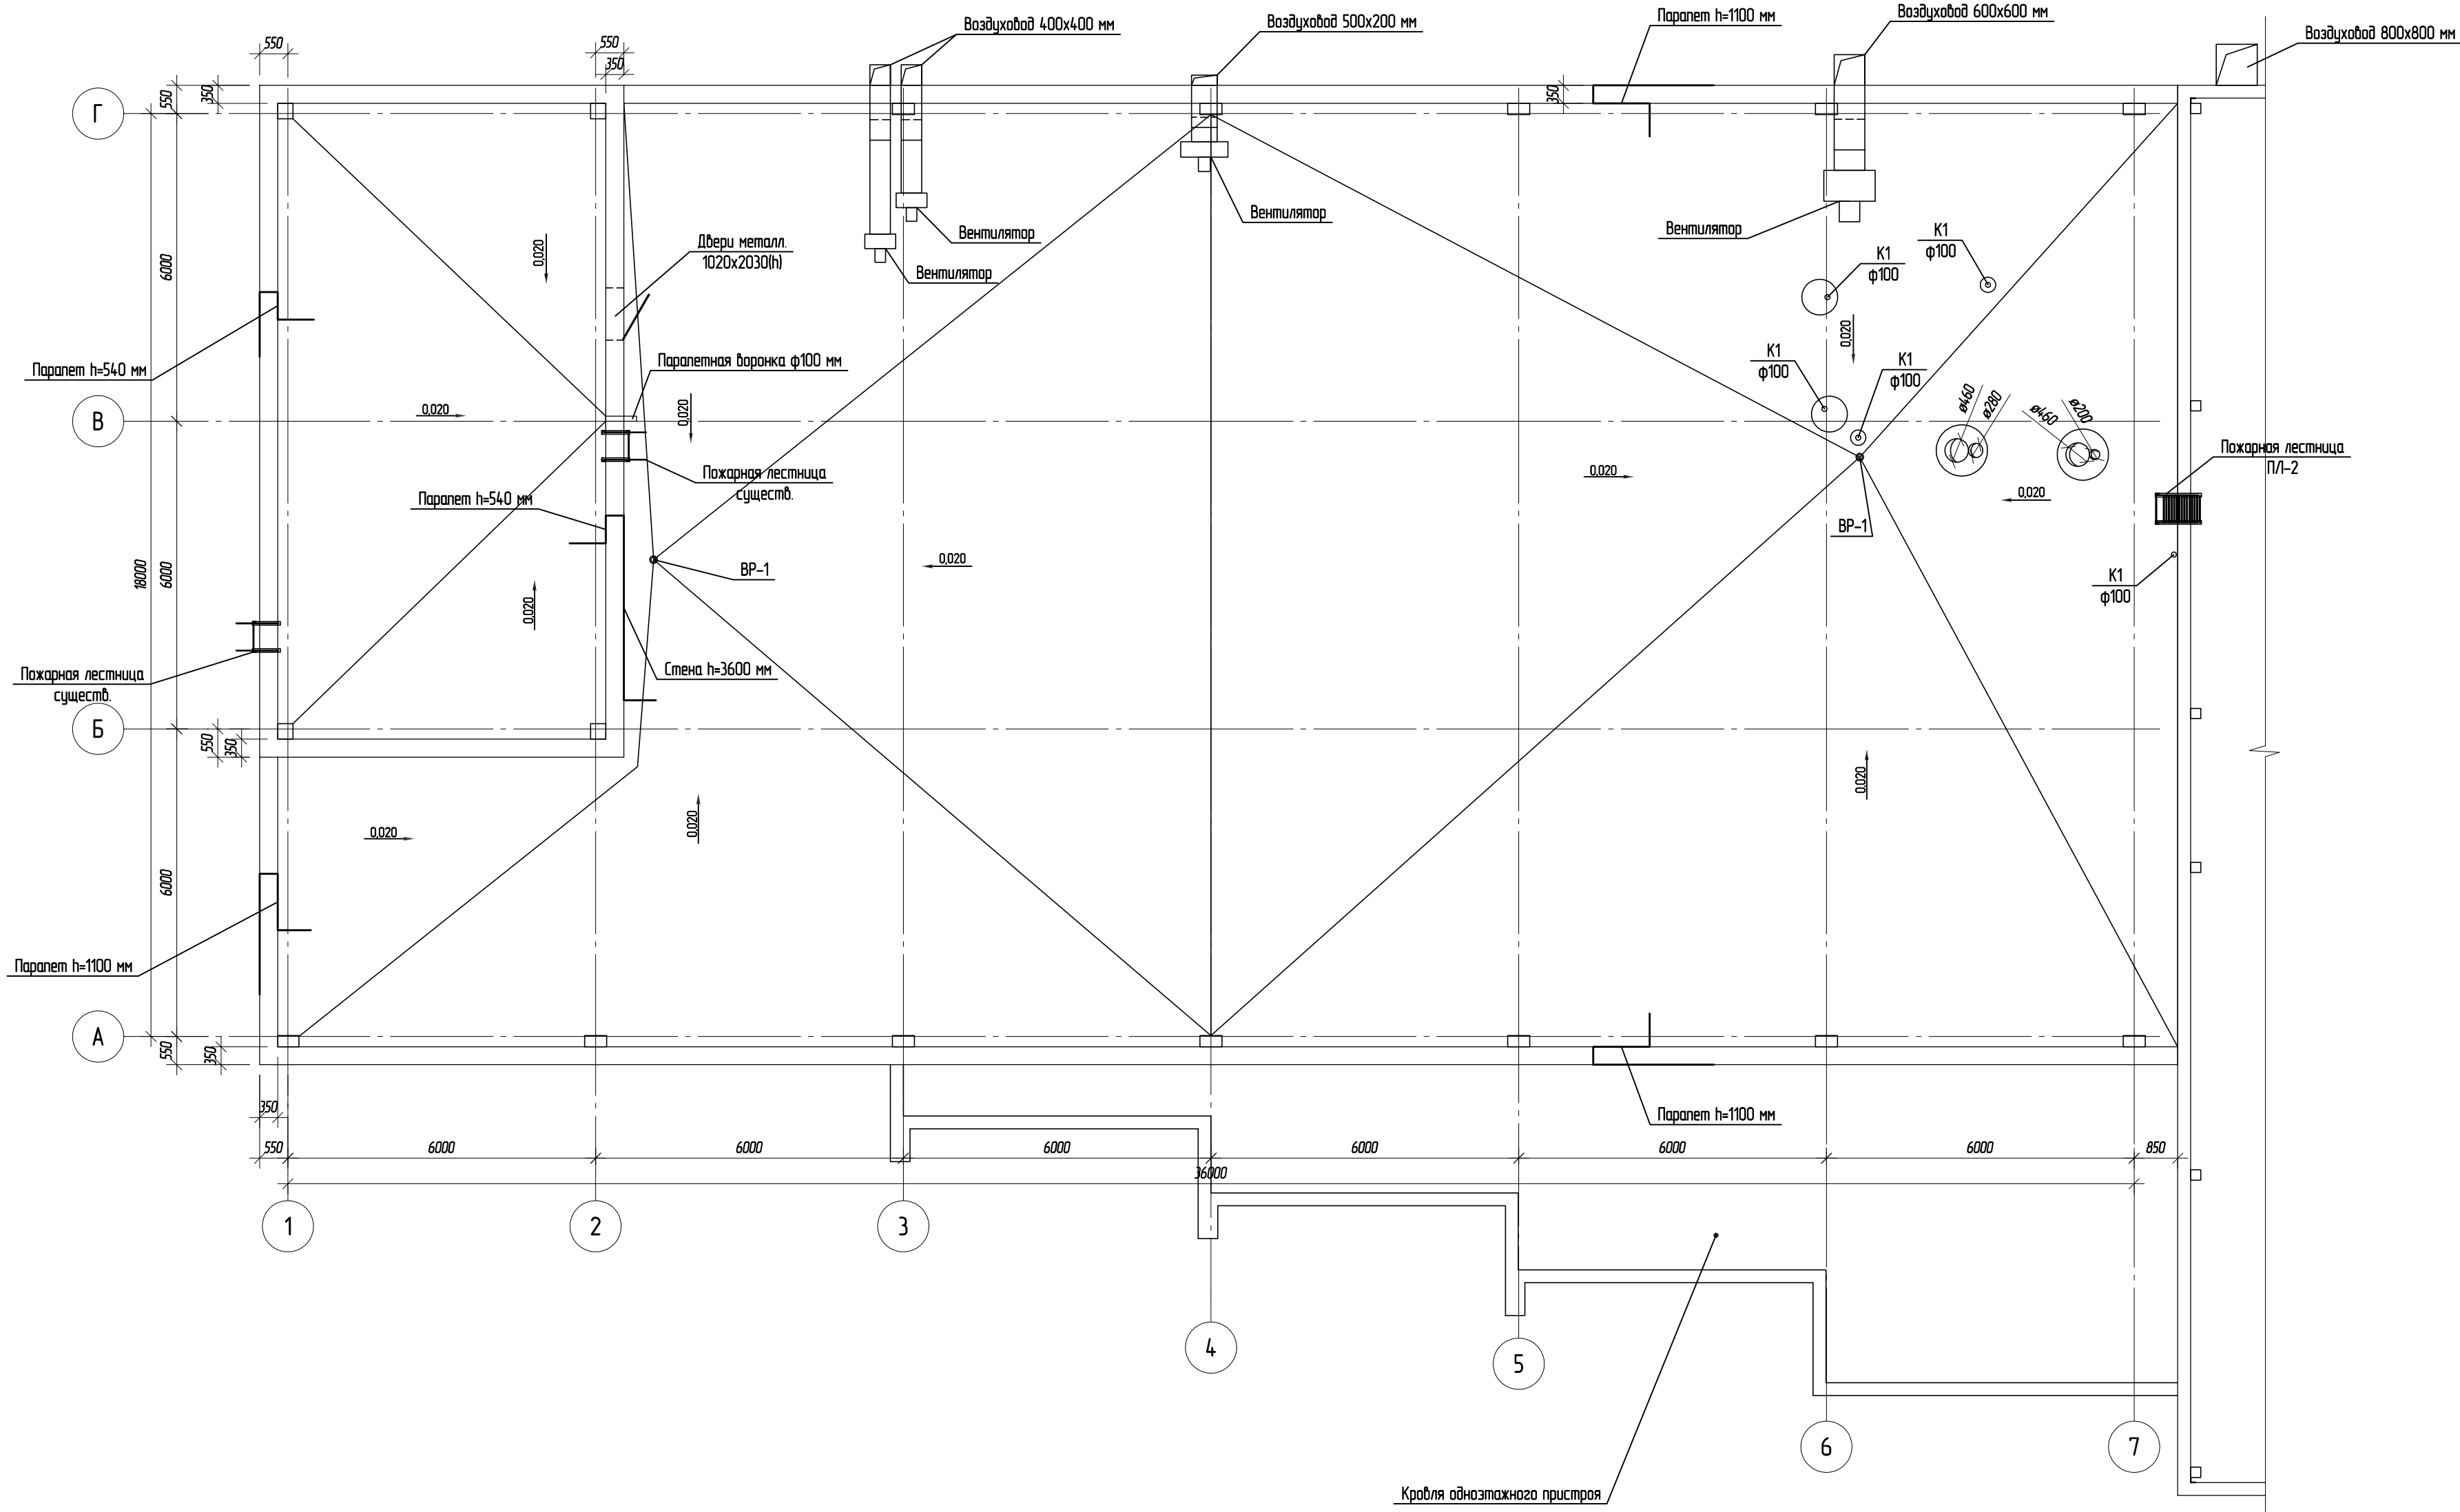 Воздуховод 400х400 мм
Воздуховод 500х200 мм
Парапет h=1100 мм
Воздуховод 600х600 мм
Воздуховод 800х800 мм
550
550
350
550
350
350
Г
Вентилятор
Вентилятор
Вентилятор
Вентилятор
Двери металл.
1020х2030(h)
0,020
6000
К1
ф100
К1
ф100
0,020
Парапет h=540 мм
Парапетная воронка ф100 мм
К1
ф100
К1
ф100
В
0,020
0,020
ø460
ø280
ø460
ø200
Пожарная лестница
ПЛ-2
Пожарная лестница
существ.
0,020
0,020
Парапет h=540 мм
ВР-1
18000
6000
ВР-1
0,020
К1
ф100
0,020
Пожарная лестница
существ.
Стена h=3600 мм
Б
550
350
0,020
0,020
0,020
6000
Парапет h=1100 мм
А
550
350
350
Парапет h=1100 мм
550
6000
6000
6000
6000
6000
6000
850
36000
1
2
3
4
5
6
7
Кровля одноэтажного пристроя